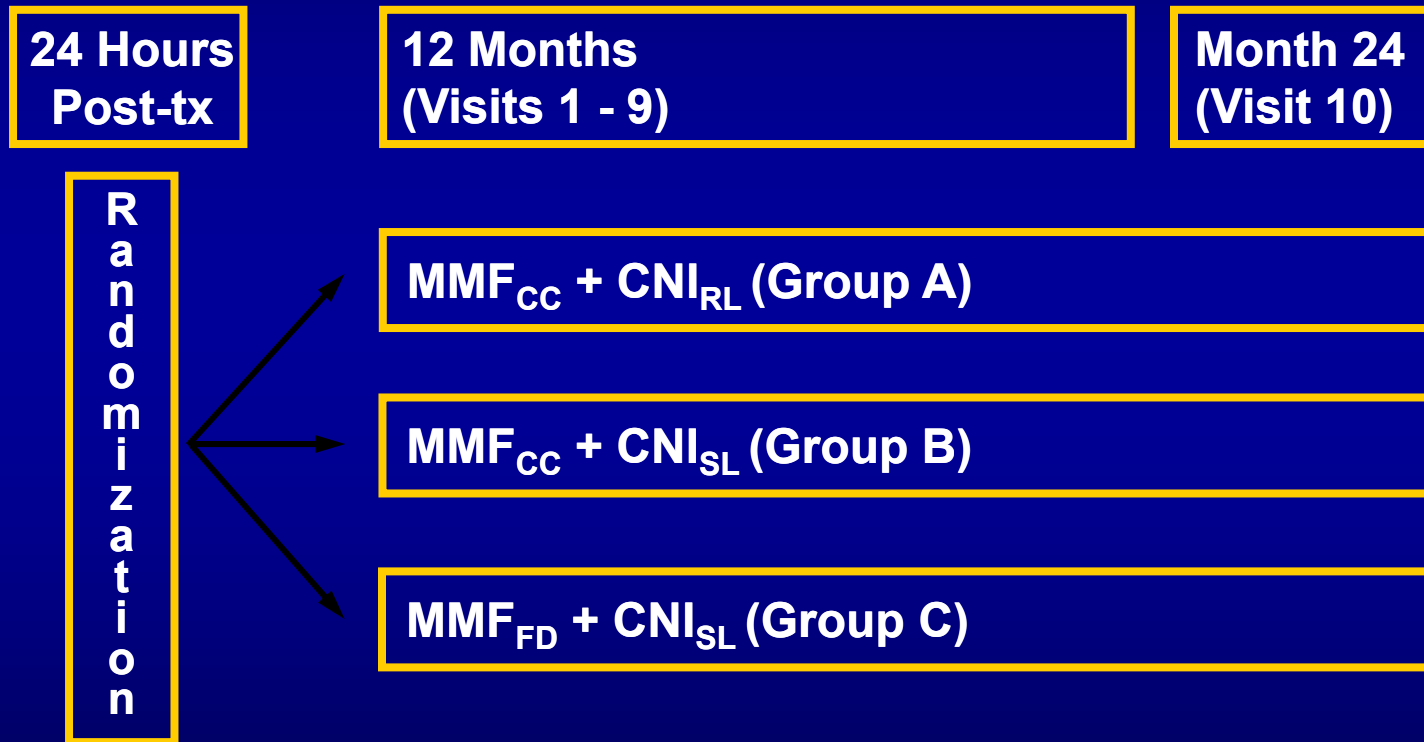 24 Hours
Post-tx
12 Months
(Visits 1 - 9)
Month 24
(Visit 10)
Randomization
MMFCC + CNIRL (Group A)
MMFCC + CNISL (Group B)
MMFFD + CNISL (Group C)